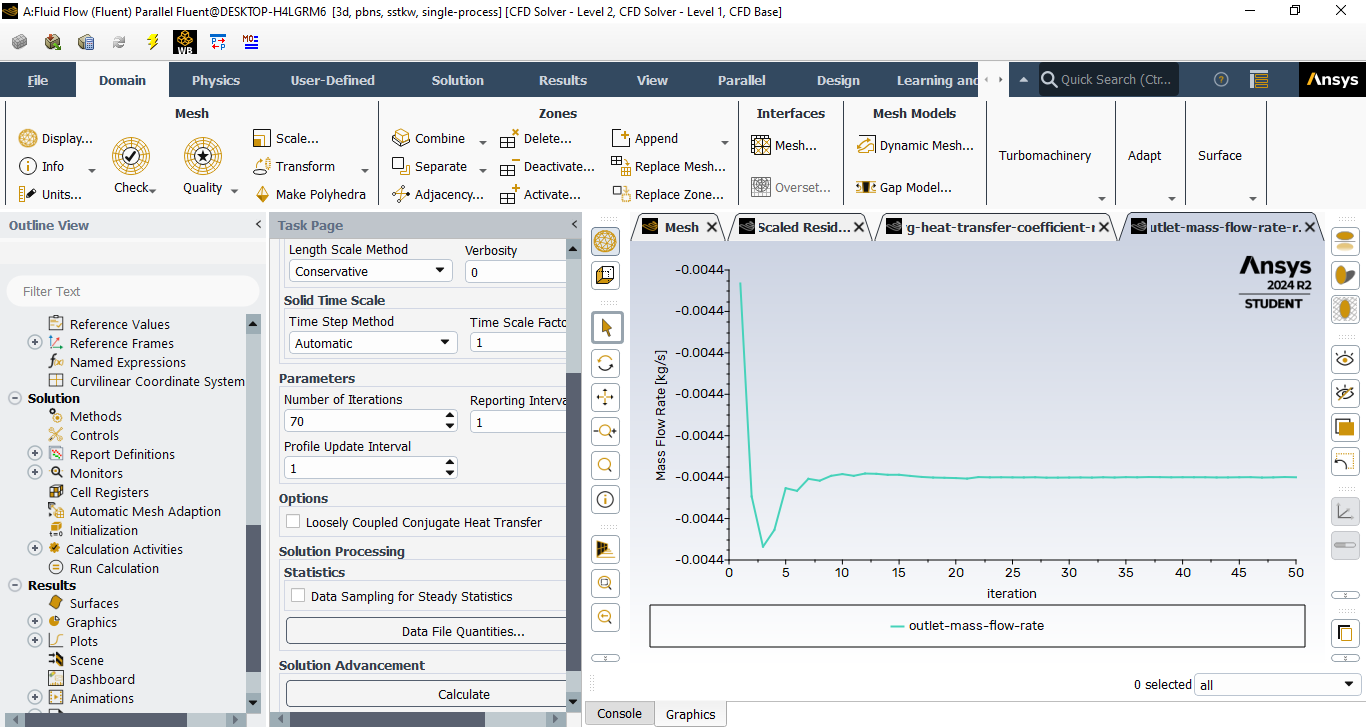 A:Fluid Flow (Fluent) Parallel Fluent@DESKTOP-H4LGRM6 [3d, pbns, sstkw, single-process] [CFD Solver - Level 2, CFD Solver - Level 1, CFD Base]
WB
File Domain Physics User-Defined Solution Results View Parallel Design Learning and Quick Search (Ctr... Ansys
Mesh Zones Interfaces Mesh Models
Display... Scale... Combine Delete... Append Mesh... Dynamic Mesh...
Info Transform Separate Deactivate... Replace Mesh... Turbomachinery Adapt Surface
Units... Check Quality Make Polyhedra Adjacency... Activate... Replace Zone... Overset... Gap Model...
Outline View
Filter Text
Reference Values
Reference Frames
Named Expressions
Curvilinear Coordinate System
Solution
Methods
Controls
Report Definitions
Monitors
Cell Registers
Automatic Mesh Adaption
Initialization
Calculation Activities
Run Calculation
Results
Surfaces
Graphics
Plots
Scene
Dashboard
Animations
Task Page
Length Scale Method Verbosity
Conservative 0
Solid Time Scale
Time Step Method Time Scale Facto
Automatic 1
Parameters
Number of Iterations Reporting Interva
70 1
Profile Update Interval
1
Options
Loosely Coupled Conjugate Heat Transfer
Solution Processing
Statistics
Data Sampling for Steady Statistics
Data File Quantities...
Solution Advancement
Calculate
Mesh Scaled Resid... rg-heat-transfer-coefficient-r utlet-mass-flow-rate-r.
Ansys
2024 R2
STUDENT
Mass Flow Rate [kg/s]
-0.0044
-0.0044
-0.0044
-0.0044
-0.0044
-0.0044
-0.0044
-0.0044
0 5 10 15 20 25 30 35 40 45 50
iteration
outlet-mass-flow-rate
0 selected all
Console Graphics